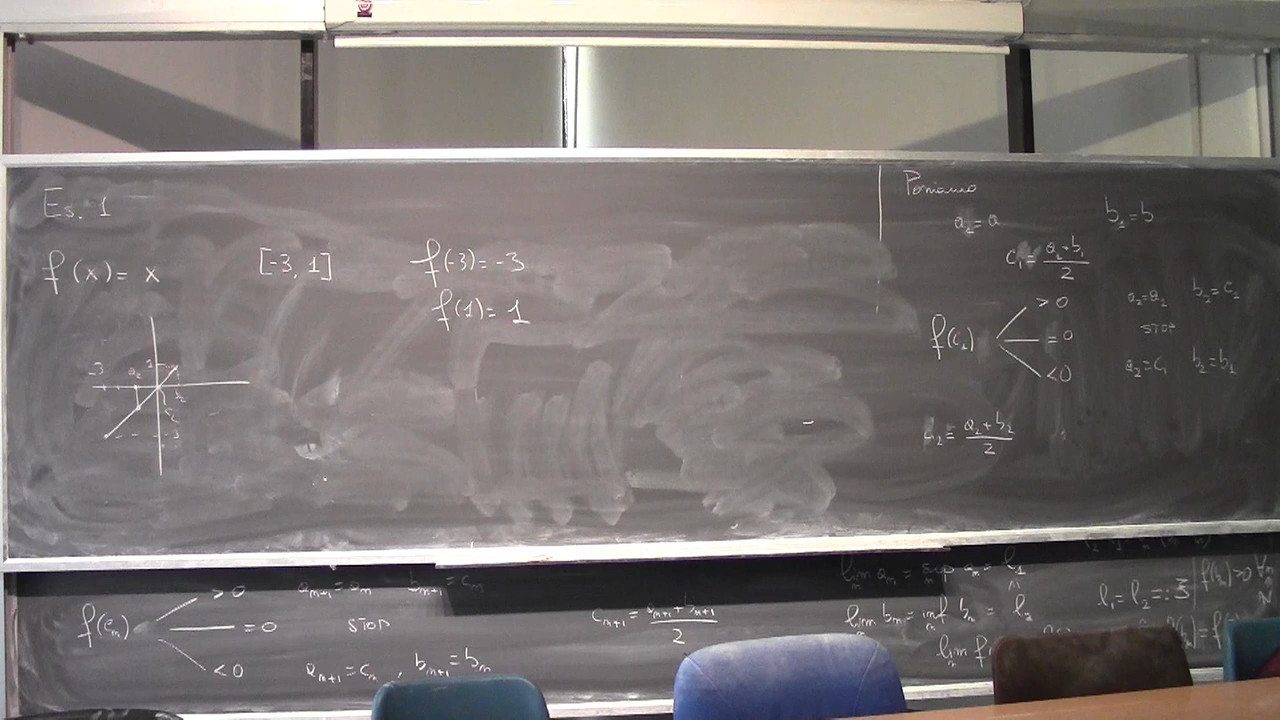 Es. 1
f(x) = x [-3, 1] f(-3) = -3
f(1) = 1
-3 1
Poniamo
b₁ = b
c₁ = (a₁ + b₁)/2
f(c₁) > 0 b₂ = c₁
= 0 STOP
< 0 a₂ = c₁ b₂ = b₁
c₂ = (a₂ + b₂)/2
f(cₙ) > 0 aₙ₊₁ = aₙ bₙ₊₁ = cₙ
= 0 STOP
< 0 aₙ₊₁ = cₙ, bₙ₊₁ = bₙ
cₙ₊₁ = (aₙ₊₁ + bₙ₊₁)/2
lim aₙ = sup aₙ = l₁
lim bₙ = inf bₙ = l₂
l₁ = l₂ =:
lim